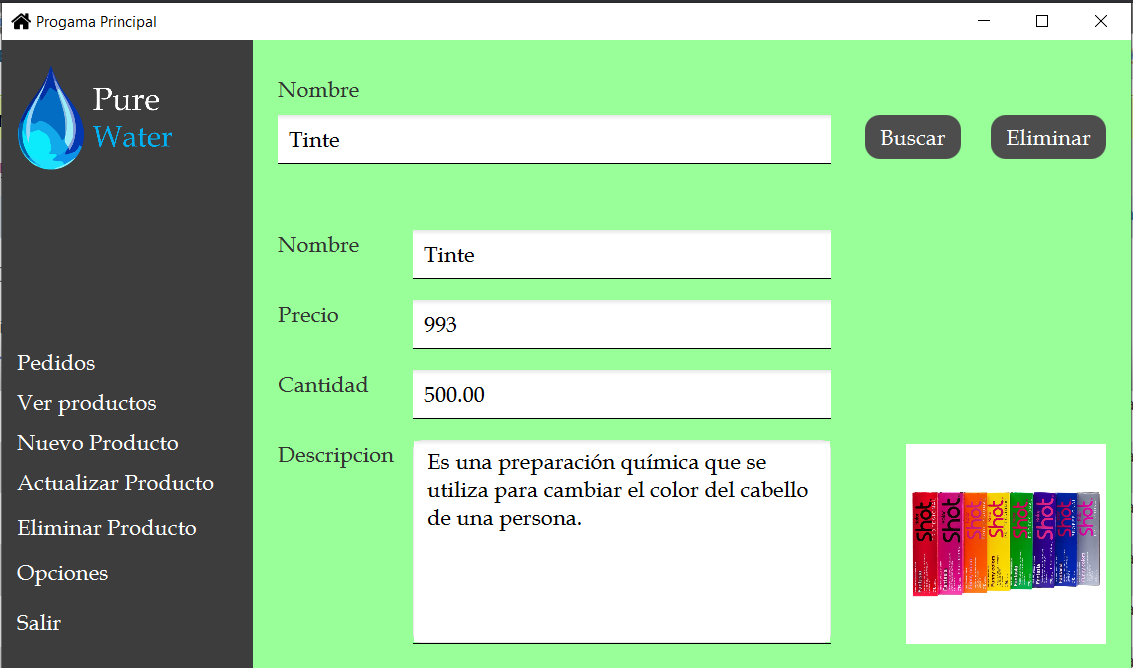 Progama Principal
Pure
Water
Pedidos
Ver productos
Nuevo Producto
Actualizar Producto
Eliminar Producto
Opciones
Salir
Nombre
Tinte
Buscar
Eliminar
Nombre
Tinte
Precio
993
Cantidad
500.00
Descripcion
Es una preparación química que se
utiliza para cambiar el color del cabello
de una persona.
Shot
Shot
Shot
Shot
Shot
Shot
Shot
Shot